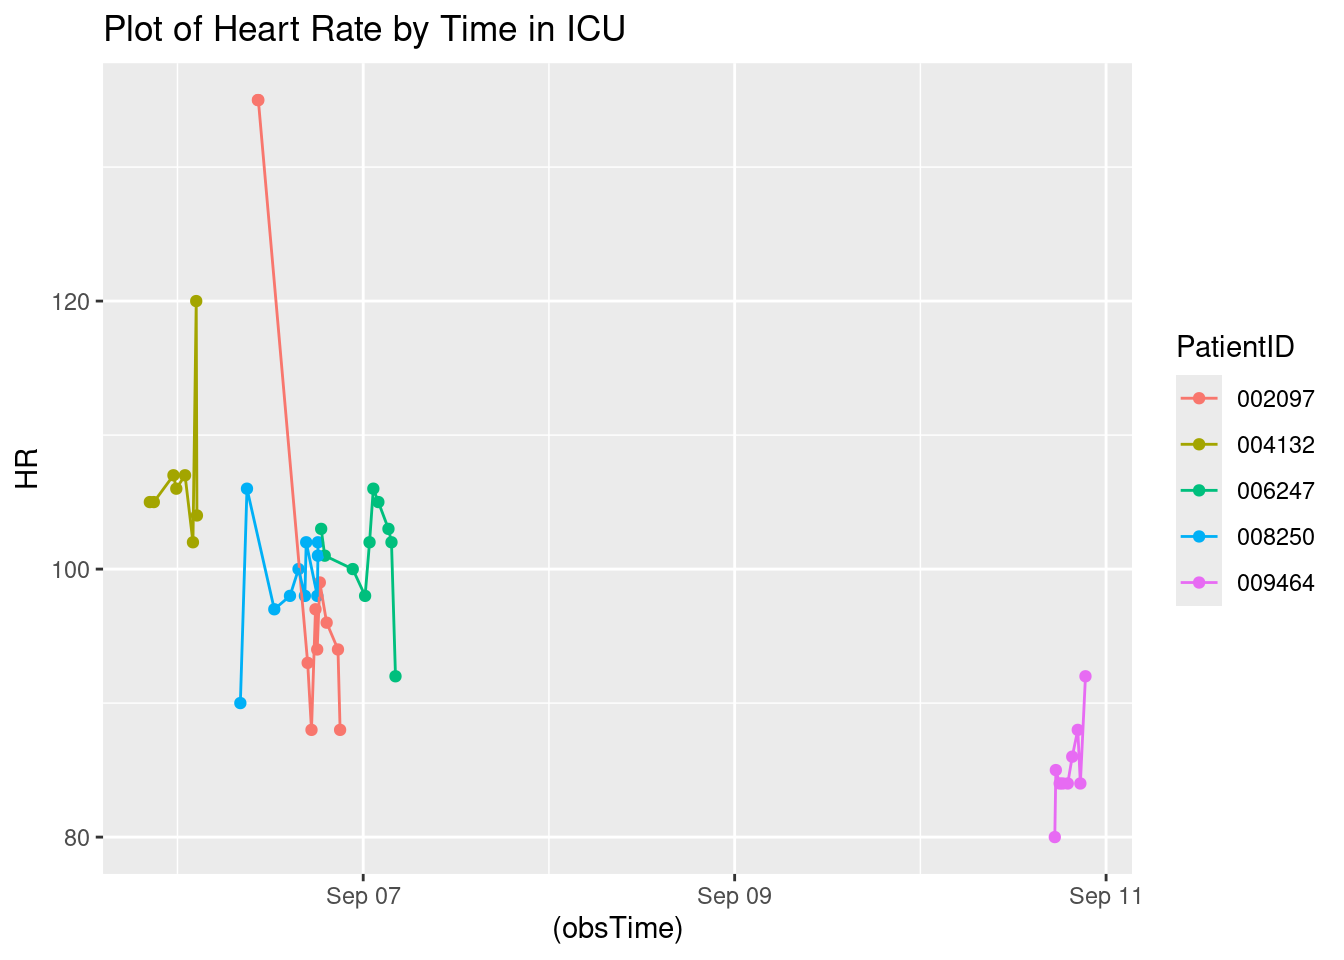 Plot of Heart Rate by Time in ICU
HR
120
100
80
Sep 07
Sep 09
Sep 11
(obsTime)
PatientID
002097
004132
006247
008250
009464